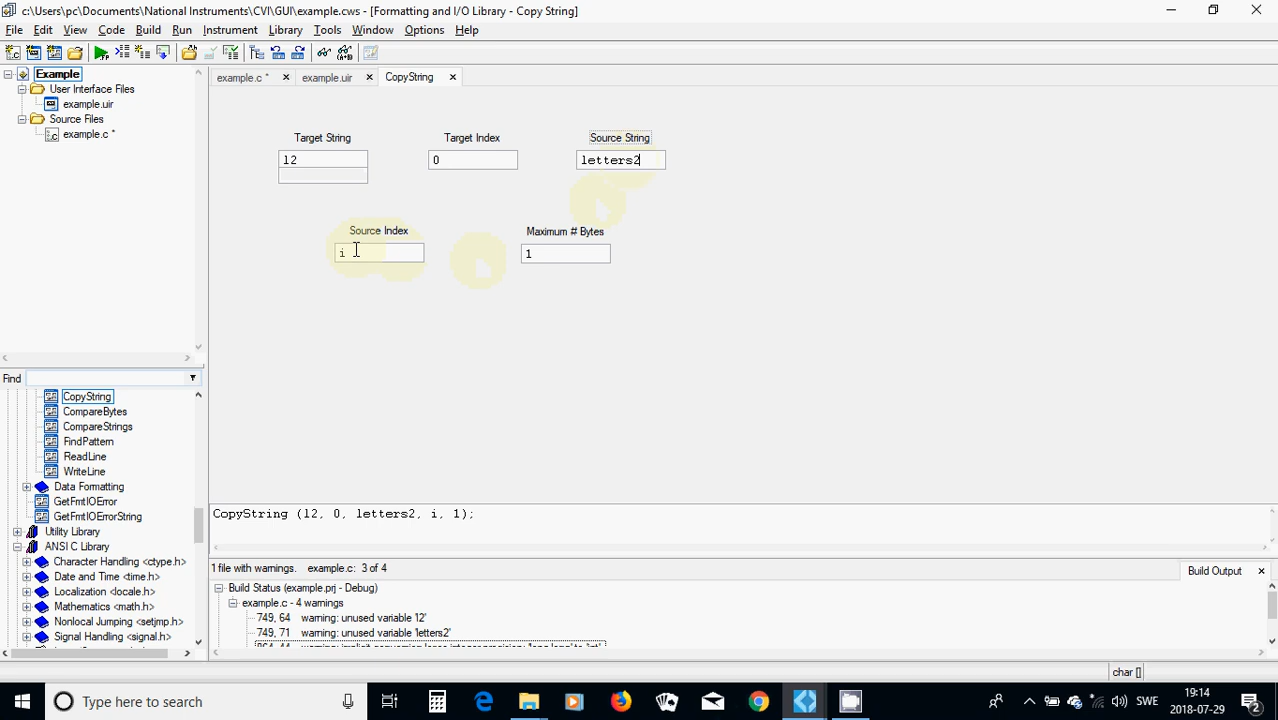 c:\Users\pc\Documents\National Instruments\CVI\GUI\example.cws - [Formatting and I/O Library - Copy String]
File Edit View Code Build Run Instrument Library Tools Window Options Help
Example
User Interface Files
example.uir
Source Files
example.c *
example.c * example.uir CopyString
Target String Target Index Source String
l2 0 letters2
Source Index Maximum # Bytes
i 1
Find
CopyString
CompareBytes
CompareStrings
FindPattern
ReadLine
WriteLine
Data Formatting
GetFmtIOError
GetFmtIOErrorString
Utility Library
ANSI C Library
Character Handling <ctype.h>
Date and Time <time.h>
Localization <locale.h>
Mathematics <math.h>
Nonlocal Jumping <setjmp.h>
Signal Handling <signal.h>
CopyString (l2, 0, letters2, i, 1);
1 file with warnings. example.c: 3 of 4 Build Output
Build Status (example.prj - Debug)
example.c - 4 warnings
749, 64 warning: unused variable 'l2'
749, 71 warning: unused variable 'letters2'
char []
Type here to search
SWE
19:14
2018-07-29
2